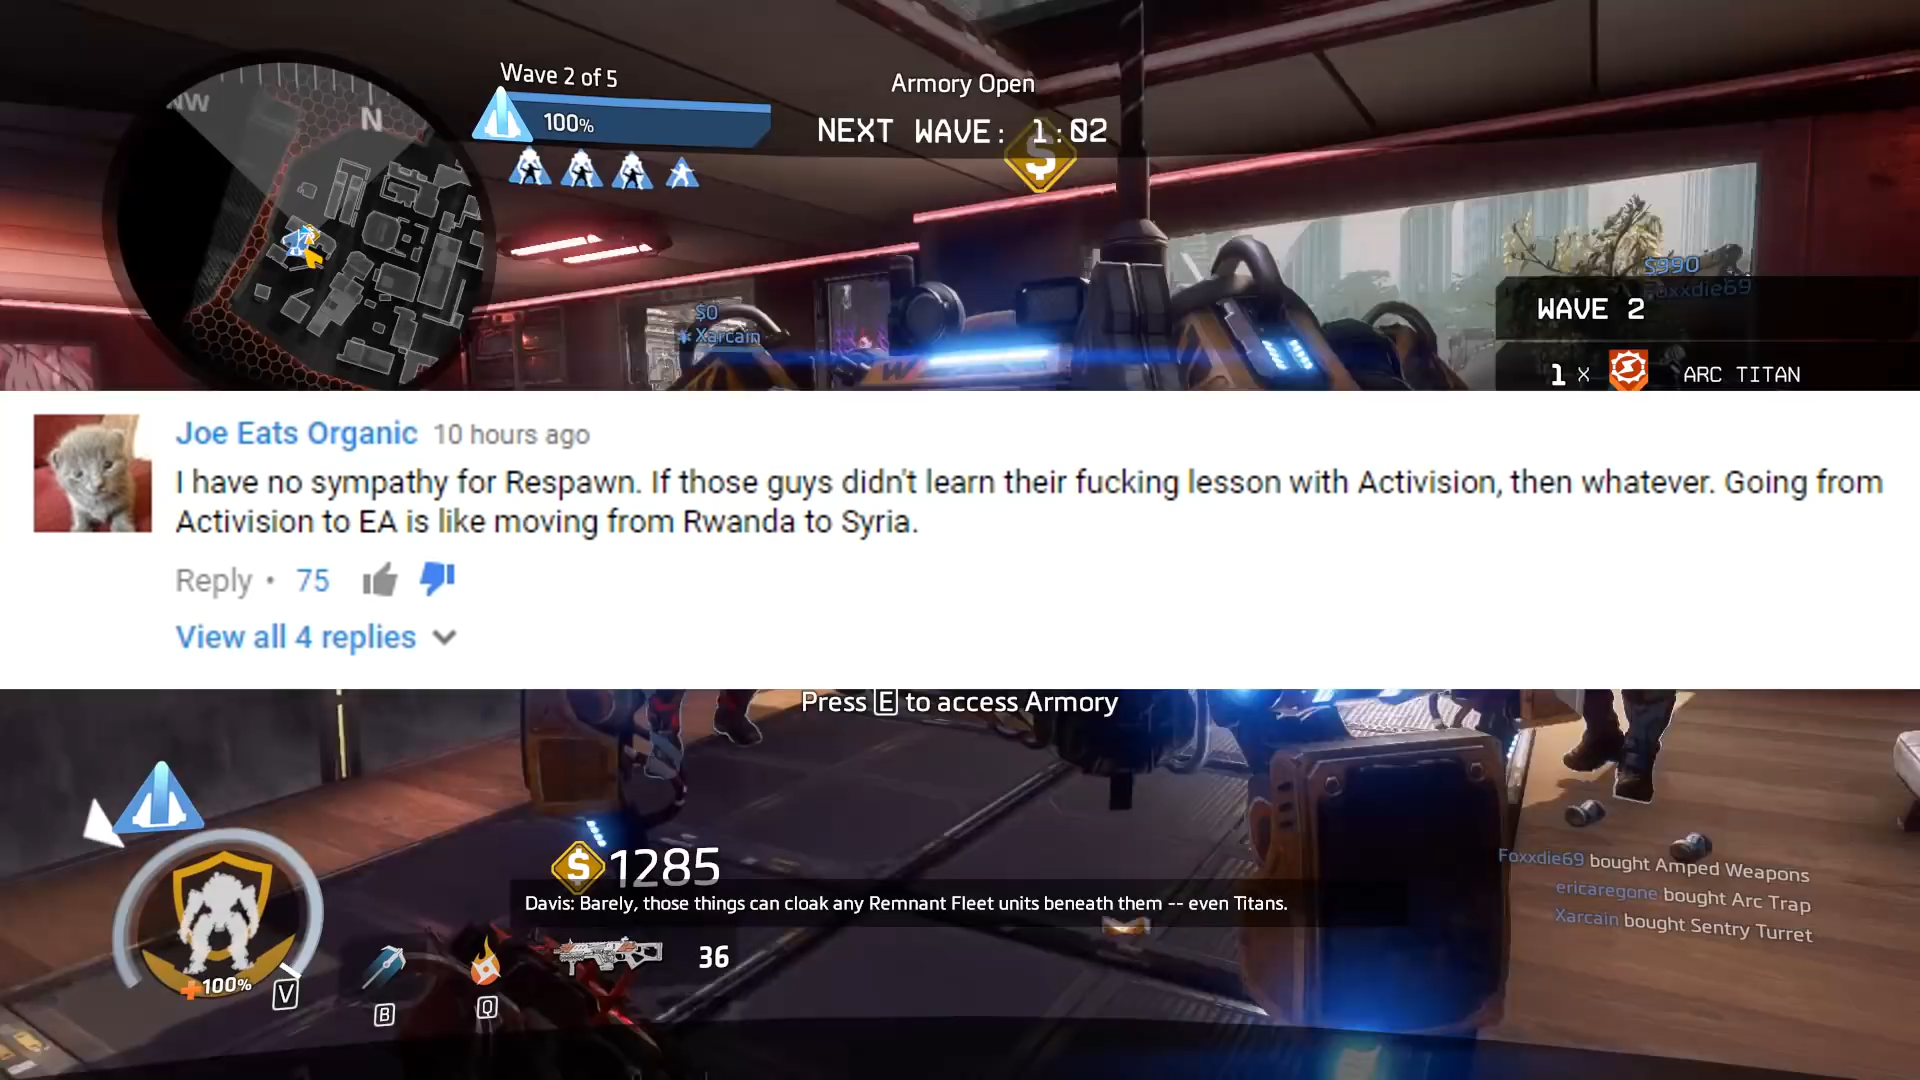 NW
N
Wave 2 of 5
100%
Armory Open
NEXT WAVE: 1:02
$
$0
Xarcain
$990
Foxxdie69
WAVE 2
1 x ARC TITAN
Joe Eats Organic 10 hours ago
I have no sympathy for Respawn. If those guys didn't learn their fucking lesson with Activision, then whatever. Going from
Activision to EA is like moving from Rwanda to Syria.
Reply • 75
View all 4 replies
Press E to access Armory
$ 1285
Davis: Barely, those things can cloak any Remnant Fleet units beneath them -- even Titans.
Foxxdie69 bought Amped Weapons
ericaregone bought Arc Trap
Xarcain bought Sentry Turret
36
+100%
V
B
Q